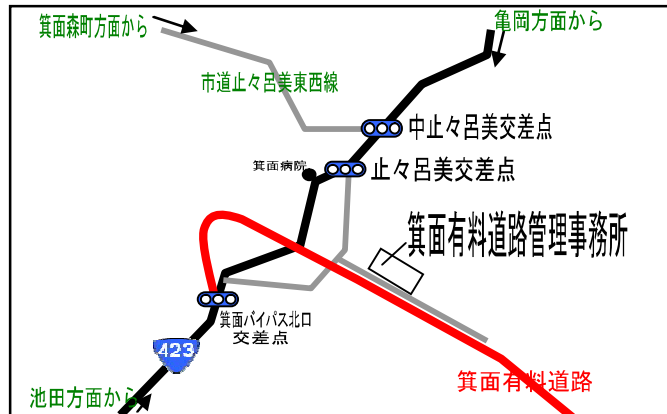 箕面森町方面から
亀岡方面から
市道止々呂美東西線
中止々呂美交差点
箕面病院
止々呂美交差点
箕面有料道路管理事務所
箕面バイパス北口
交差点
423
箕面有料道路
池田方面から